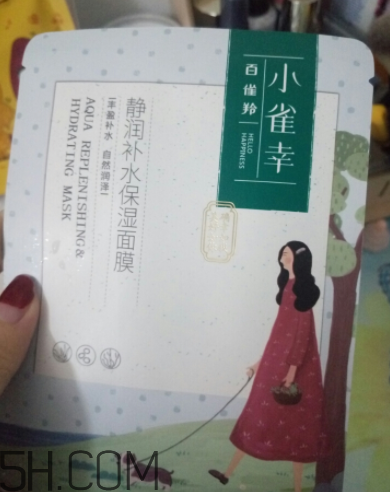 小雀幸
百雀羚
HELLO
HAPPINESS
静润补水保湿面膜
丰盈补水 自然润泽
AQUA REPLENISHING&
HYDRATING MASK
5H.COM